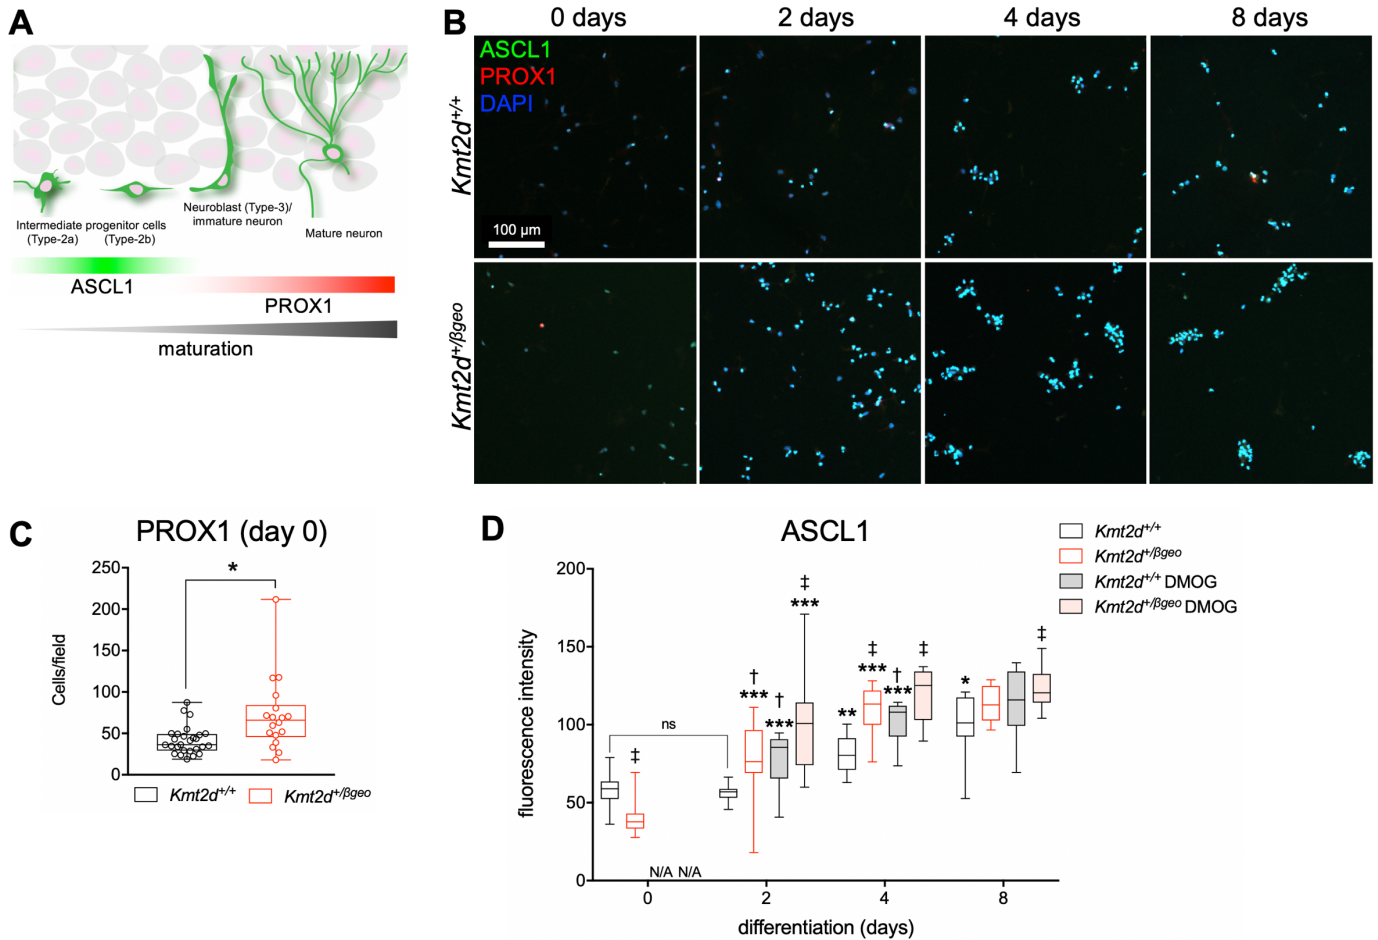 A
Intermediate progenitor cells
(Type-2a) (Type-2b)
Neuroblast (Type-3)/
immature neuron
Mature neuron
ASCL1
PROX1
maturation
B
0 days 2 days 4 days 8 days
ASCL1
PROX1
DAPI
Kmt2d+/+
100 µm
Kmt2d+/βgeo
C
PROX1 (day 0)
Cells/field
250
200
150
100
50
0
*
Kmt2d+/+ Kmt2d+/βgeo
D
ASCL1
fluorescence intensity
200
150
100
50
0
ns
‡
N/A N/A
†
***
†
***
‡
***
**
‡
***
†
***
‡
*
‡
0 2 4 8
differentiation (days)
Kmt2d+/+
Kmt2d+/βgeo
Kmt2d+/+ DMOG
Kmt2d+/βgeo DMOG